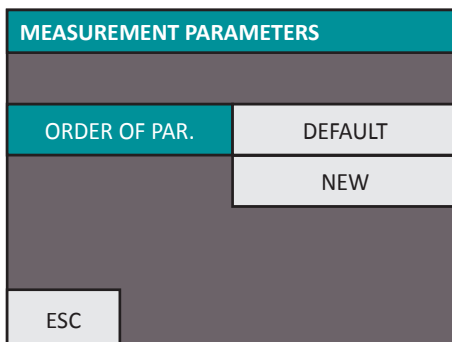 MEASUREMENT PARAMETERS
ORDER OF PAR. DEFAULT
NEW
ESC